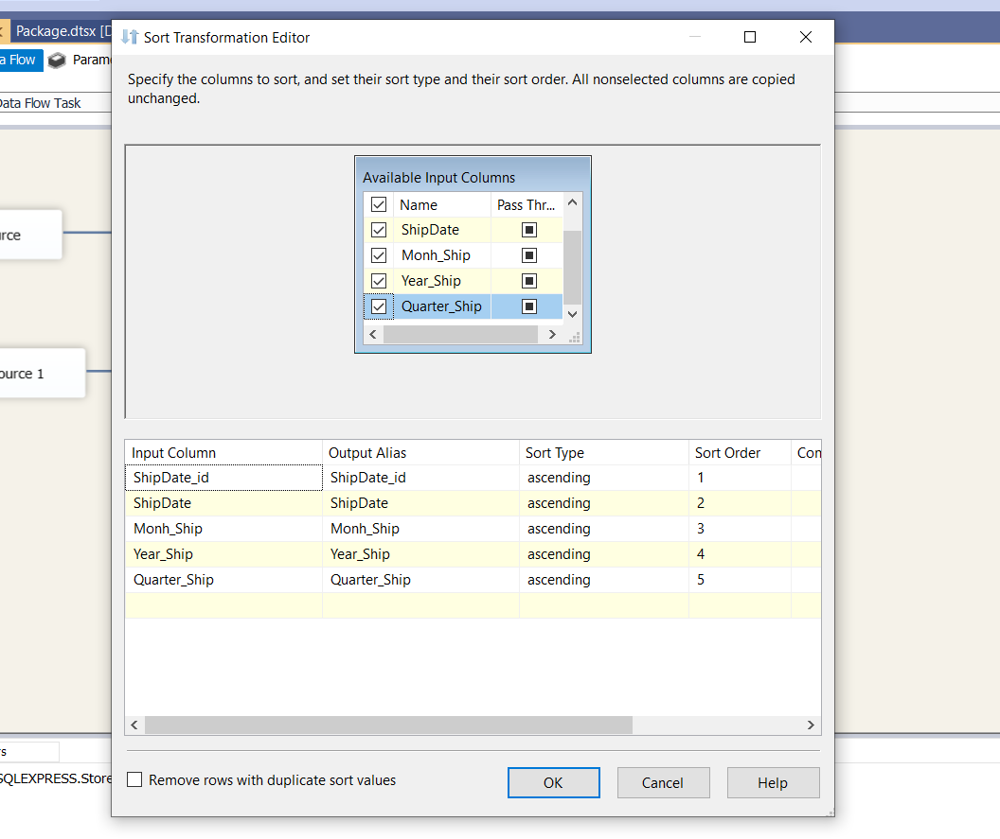 Package.dtsx [D
Sort Transformation Editor
a Flow
Param
Data Flow Task
Specify the columns to sort, and set their sort type and their sort order. All nonselected columns are copied
unchanged.
Available Input Columns
Name Pass Thr...
ShipDate
Monh_Ship
Year_Ship
Quarter_Ship
urce
ource 1
Input Column Output Alias Sort Type Sort Order Con
ShipDate_id ShipDate_id ascending 1
ShipDate ShipDate ascending 2
Monh_Ship Monh_Ship ascending 3
Year_Ship Year_Ship ascending 4
Quarter_Ship Quarter_Ship ascending 5
rs
SQLEXPRESS.Store
Remove rows with duplicate sort values
OK Cancel Help